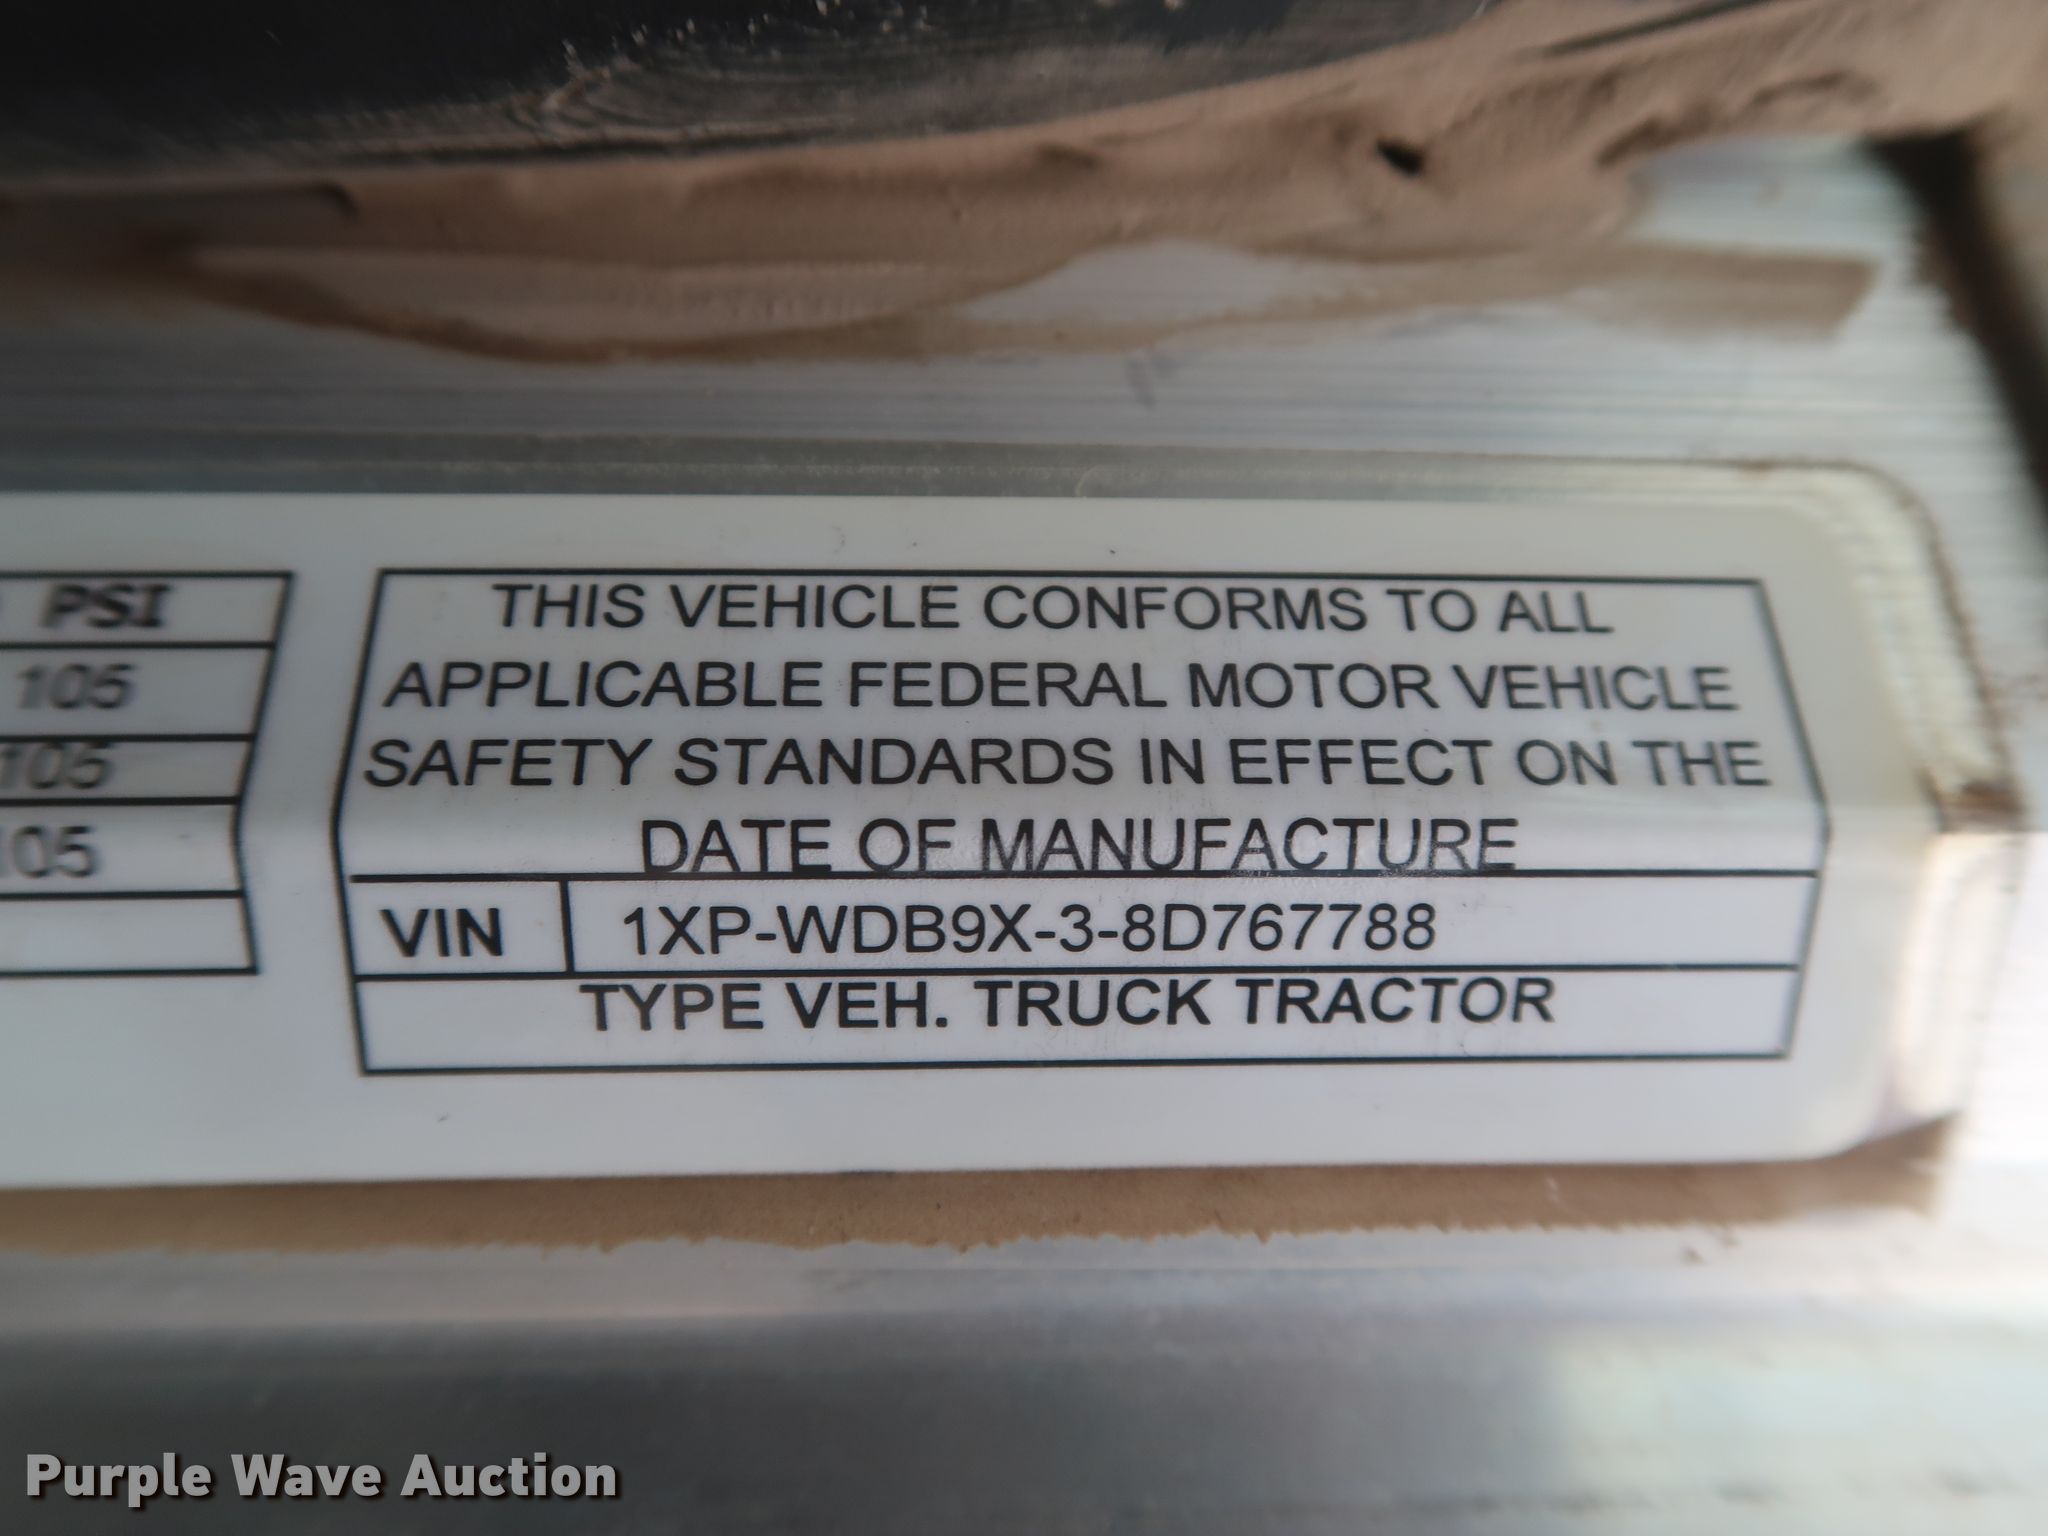 PSI
105
105
105
THIS VEHICLE CONFORMS TO ALL
APPLICABLE FEDERAL MOTOR VEHICLE
SAFETY STANDARDS IN EFFECT ON THE
DATE OF MANUFACTURE
VIN 1XP-WDB9X-3-8D767788
TYPE VEH. TRUCK TRACTOR
Purple Wave Auction